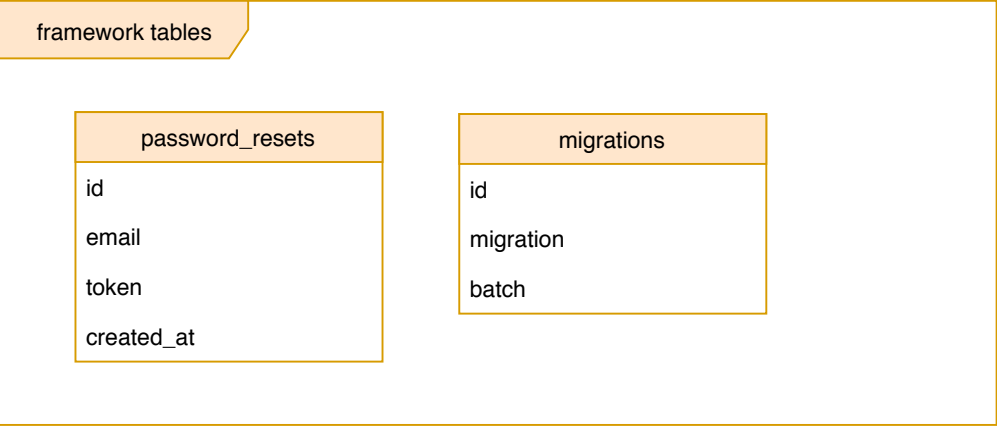 framework tables
password_resets
id
email
token
created_at
migrations
id
migration
batch